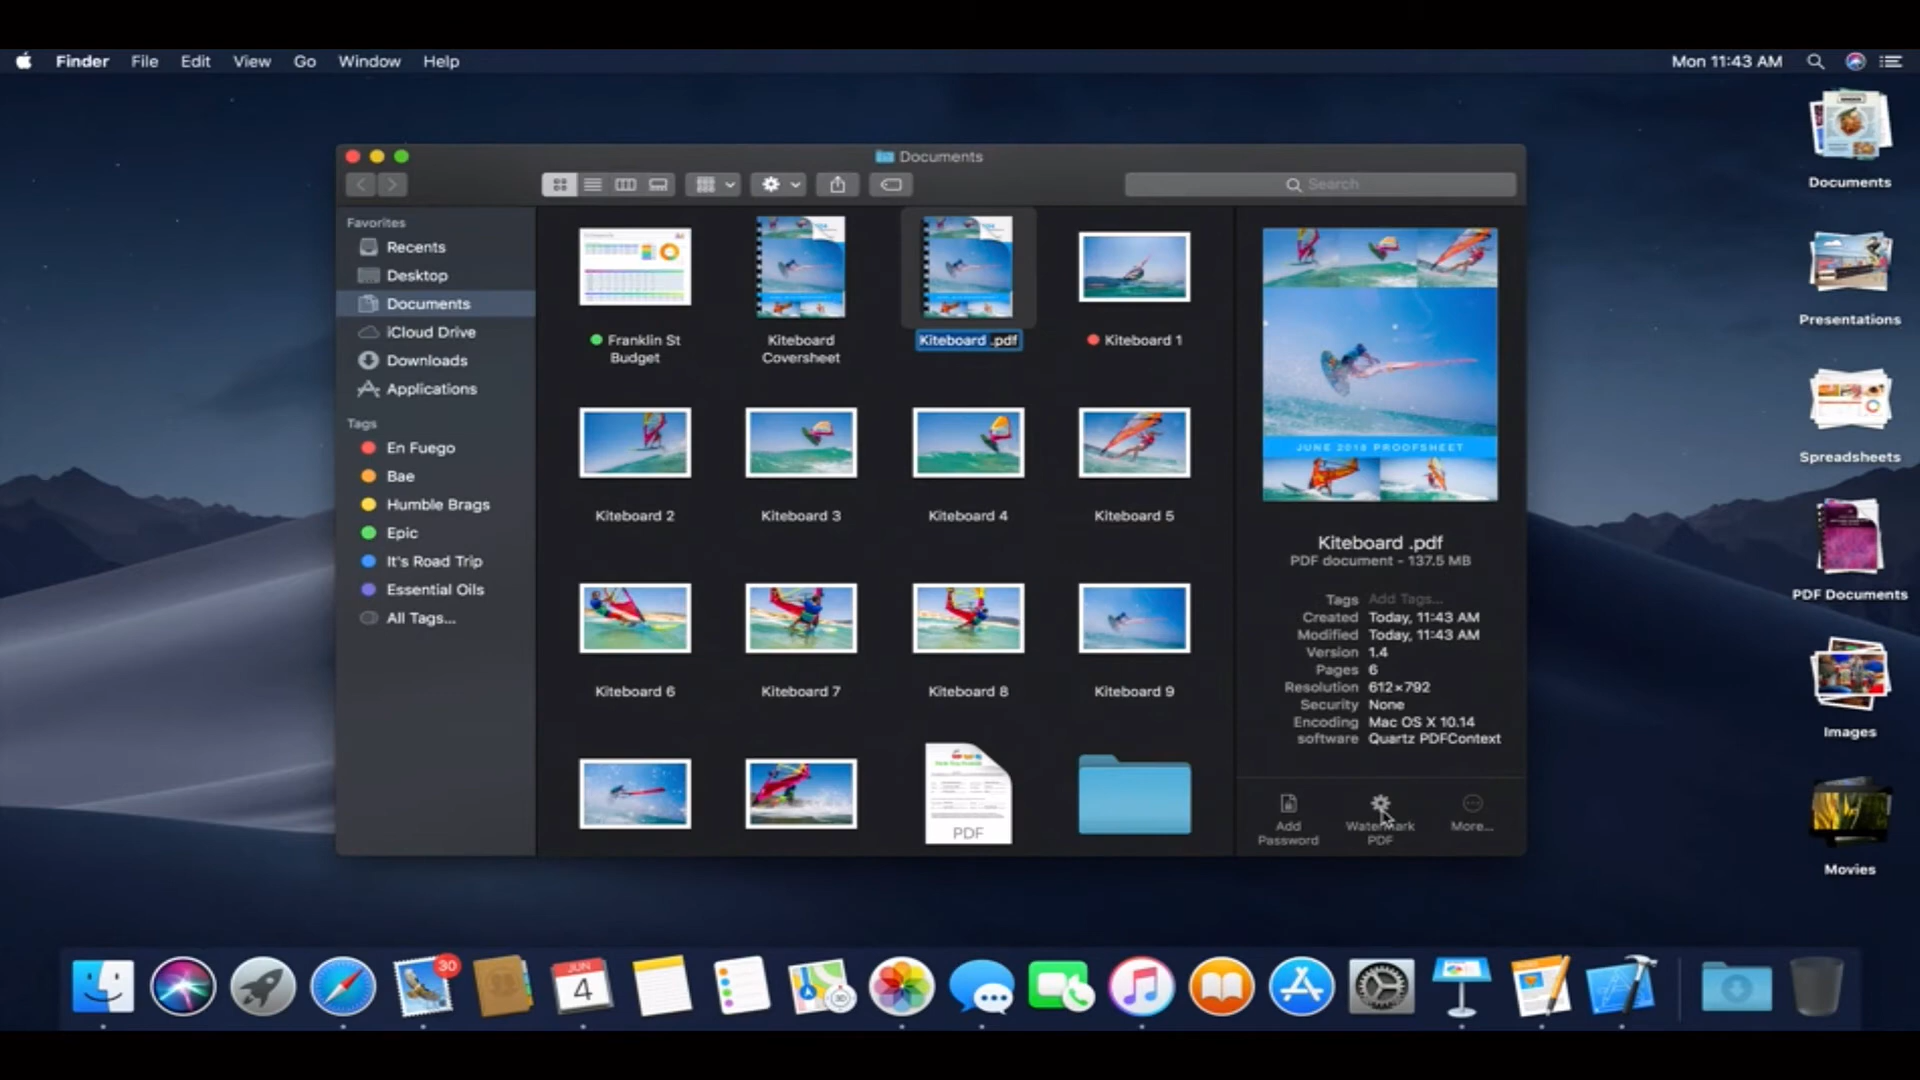 Finder File Edit View Go Window Help
Mon 11:43 AM
Documents
Search
Favorites
Recents
Desktop
Documents
iCloud Drive
Downloads
Applications
Tags
En Fuego
Bae
Humble Brags
Epic
It's Road Trip
Essential Oils
All Tags...
Franklin St
Budget
Kiteboard
Coversheet
Kiteboard .pdf
Kiteboard 1
Kiteboard 2
Kiteboard 3
Kiteboard 4
Kiteboard 5
Kiteboard 6
Kiteboard 7
Kiteboard 8
Kiteboard 9
PDF
JUNE 2018 PROOFSHEET
Kiteboard .pdf
PDF document - 137.5 MB
Tags Add Tags...
Created Today, 11:43 AM
Modified Today, 11:43 AM
Version 1.4
Pages 6
Resolution 612×792
Security None
Encoding Mac OS X 10.14
software Quartz PDFContext
Add
Password
Watermark
PDF
More...
Documents
Presentations
Spreadsheets
PDF Documents
Images
Movies
30
JUN
4
3D